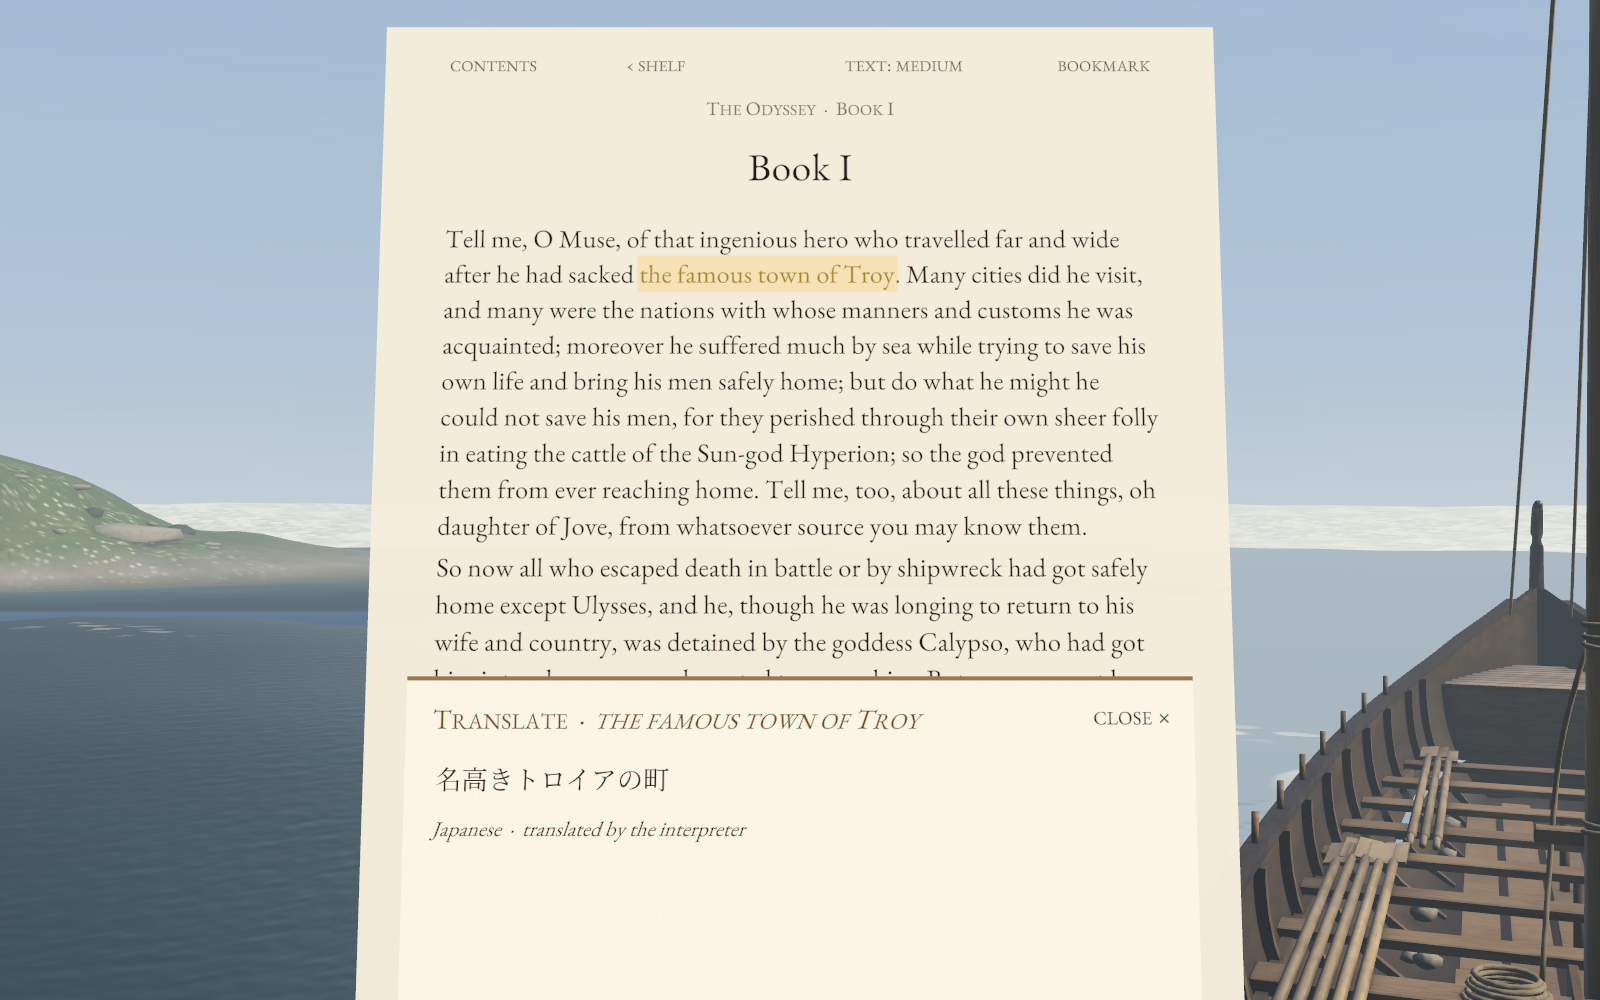 CONTENTS < SHELF TEXT: MEDIUM BOOKMARK
The Odyssey · Book I
Book I
Tell me, O Muse, of that ingenious hero who travelled far and wide
after he had sacked the famous town of Troy. Many cities did he visit,
and many were the nations with whose manners and customs he was
acquainted; moreover he suffered much by sea while trying to save his
own life and bring his men safely home; but do what he might he
could not save his men, for they perished through their own sheer folly
in eating the cattle of the Sun-god Hyperion; so the god prevented
them from ever reaching home. Tell me, too, about all these things, oh
daughter of Jove, from whatsoever source you may know them.
So now all who escaped death in battle or by shipwreck had got safely
home except Ulysses, and he, though he was longing to return to his
wife and country, was detained by the goddess Calypso, who had got
Translate · the famous town of Troy CLOSE ×
名高きトロイアの町
Japanese · translated by the interpreter